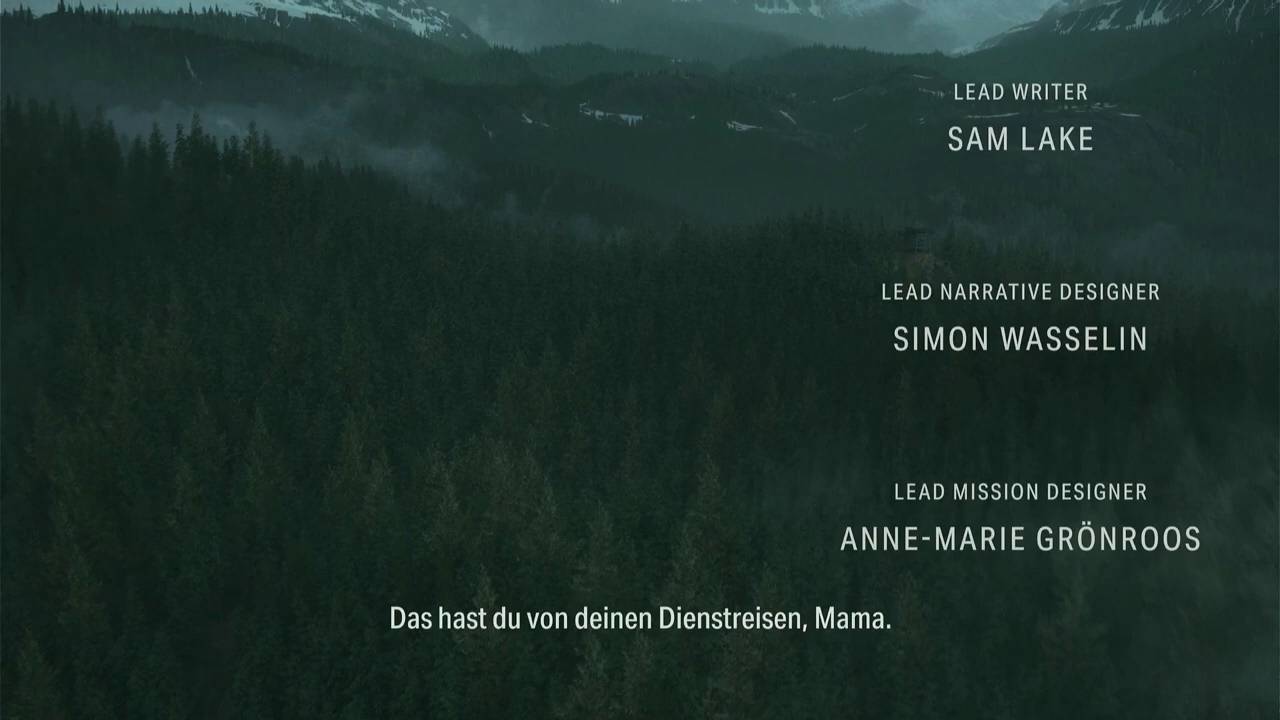 LEAD WRITER
SAM LAKE
LEAD NARRATIVE DESIGNER
SIMON WASSELIN
LEAD MISSION DESIGNER
ANNE-MARIE GRÖNROOS
Das hast du von deinen Dienstreisen, Mama.